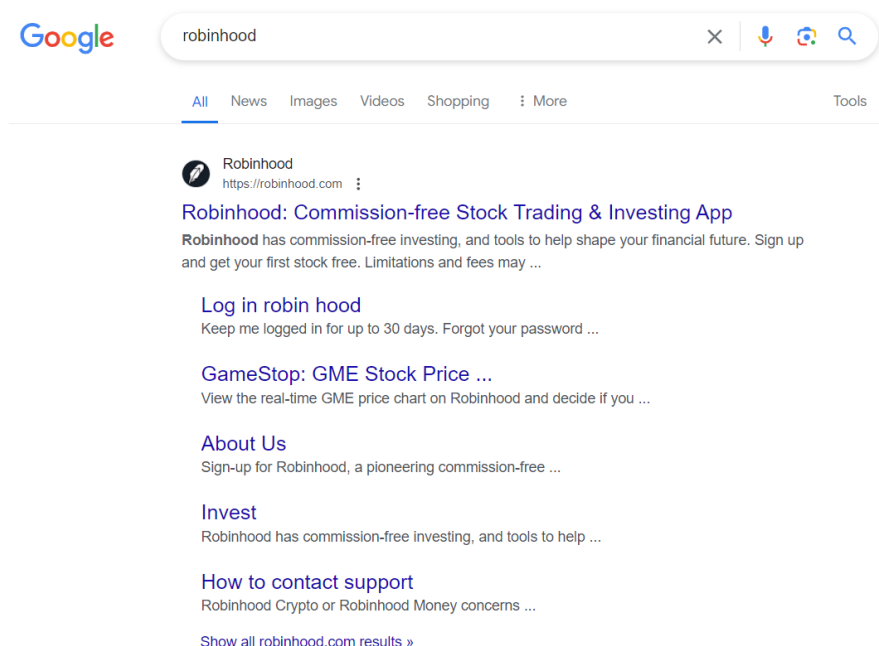 Google
robinhood
All News Images Videos Shopping More Tools
Robinhood
https://robinhood.com
Robinhood: Commission-free Stock Trading & Investing App
Robinhood has commission-free investing, and tools to help shape your financial future. Sign up
and get your first stock free. Limitations and fees may ...
Log in robin hood
Keep me logged in for up to 30 days. Forgot your password ...
GameStop: GME Stock Price ...
View the real-time GME price chart on Robinhood and decide if you ...
About Us
Sign-up for Robinhood, a pioneering commission-free ...
Invest
Robinhood has commission-free investing, and tools to help ...
How to contact support
Robinhood Crypto or Robinhood Money concerns ...
Show all robinhood.com results »